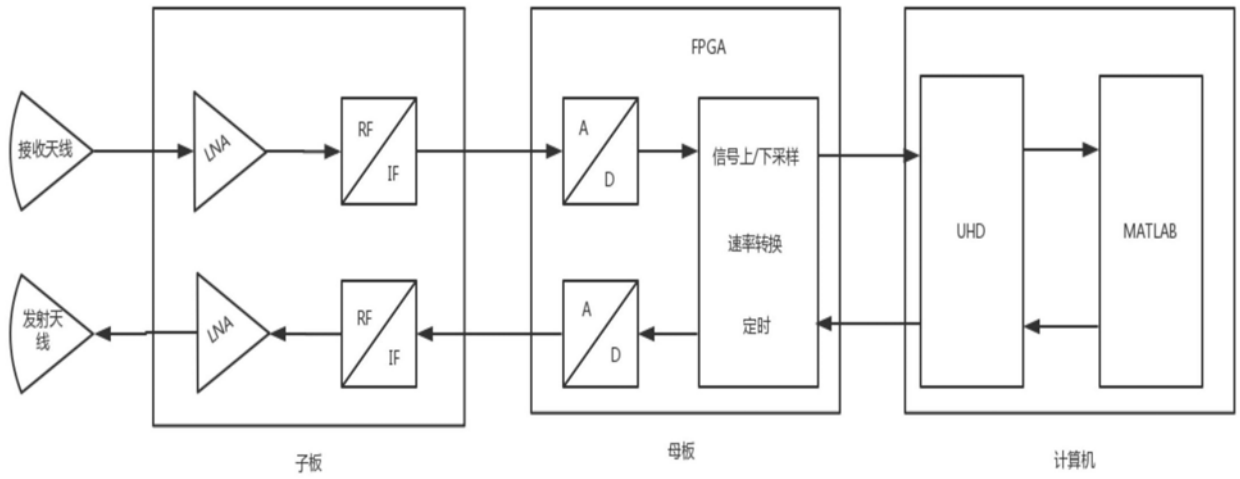 FPGA
接收天线
LNA
RF
IF
A
D
信号上/下采样
速率转换
定时
UHD
MATLAB
发射天
线
LNA
RF
IF
A
D
子板
母板
计算机